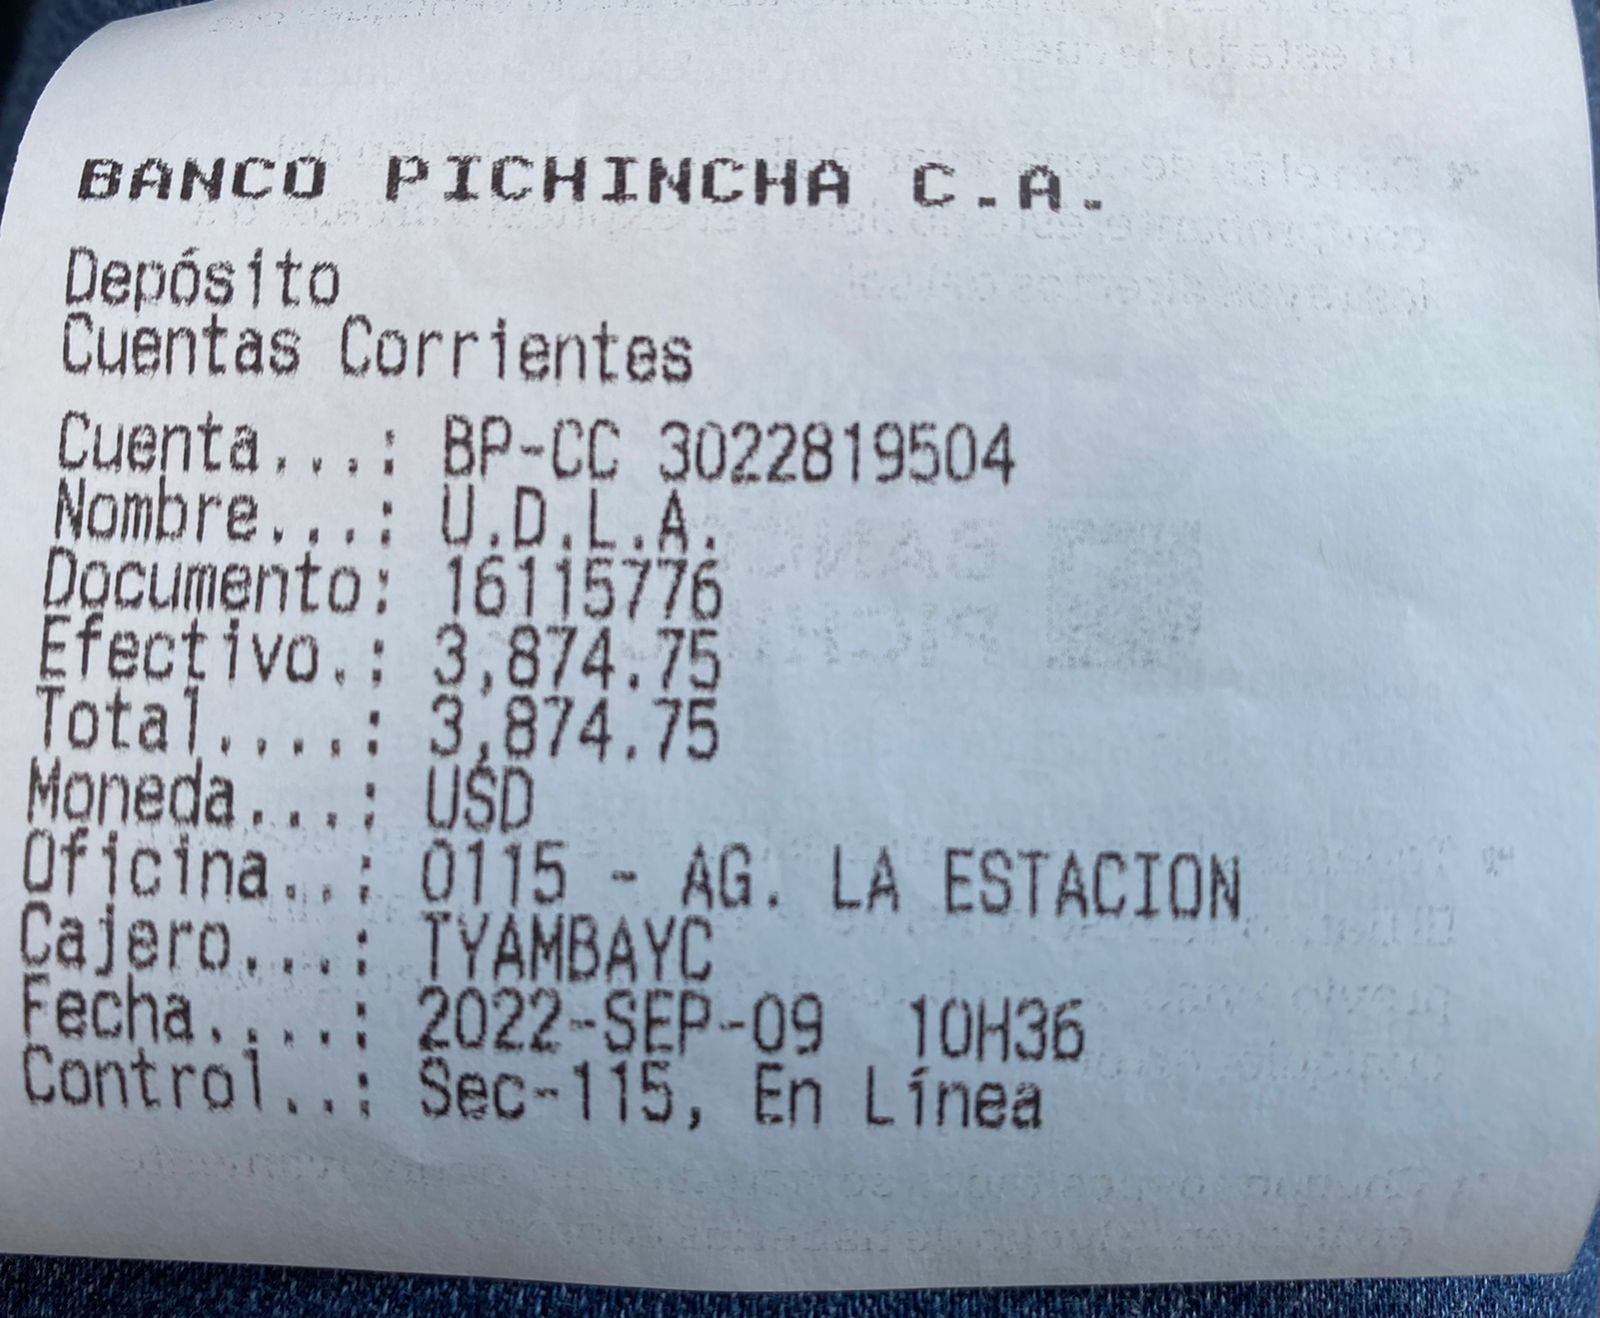 BANCO PICHINCHA C.A.
Depósito
Cuentas Corrientes
Cuenta...: BP-CC 3022819504
Nombre...: U.D.L.A.
Documento: 16115776
Efectivo.: 3,874.75
Total....: 3,874.75
Moneda...: USD
Oficina..: 0115 - AG. LA ESTACION
Cajero...: TYAMBAYC
Fecha....: 2022-SEP-09 10H36
Control..: Sec-115, En Línea